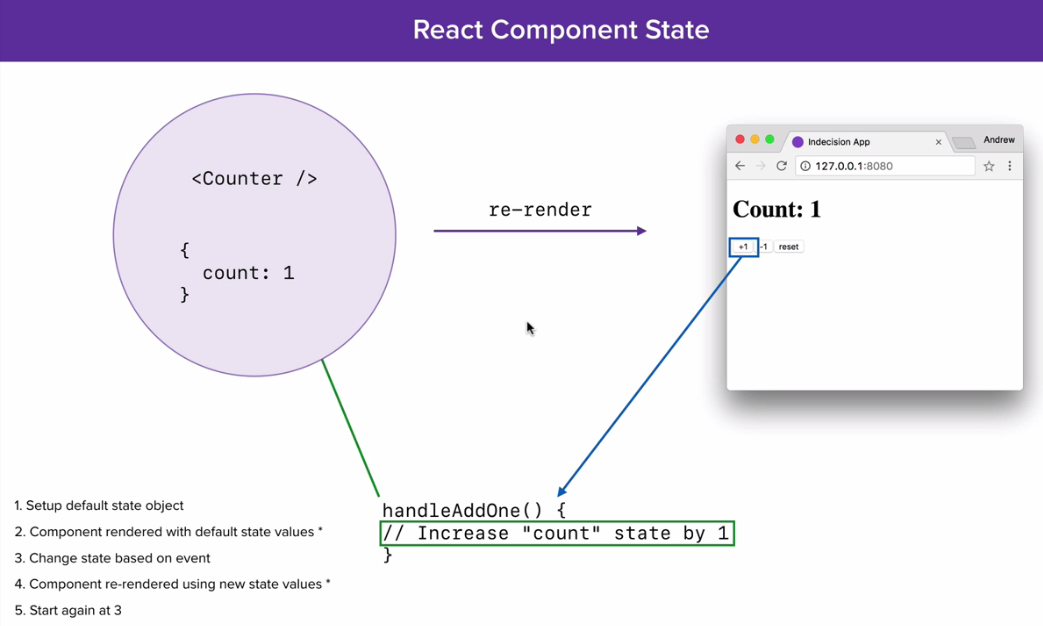 React Component State
<Counter />
{
count: 1
}
re-render
Indecision App
Andrew
127.0.0.1:8080
Count: 1
+1 -1 reset
handleAddOne() {
// Increase "count" state by 1
}
1. Setup default state object
2. Component rendered with default state values *
3. Change state based on event
4. Component re-rendered using new state values *
5. Start again at 3